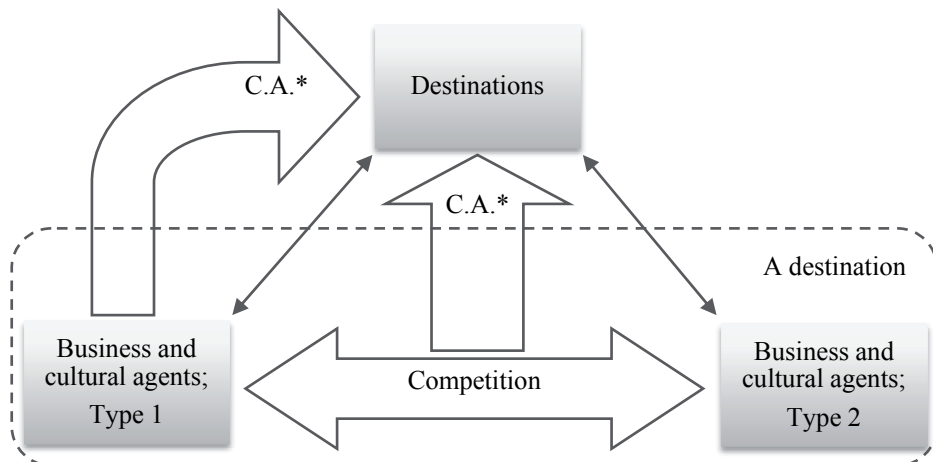 C.A.*
Destinations
C.A.*
A destination
Business and
cultural agents;
Type 1
Competition
Business and
cultural agents;
Type 2